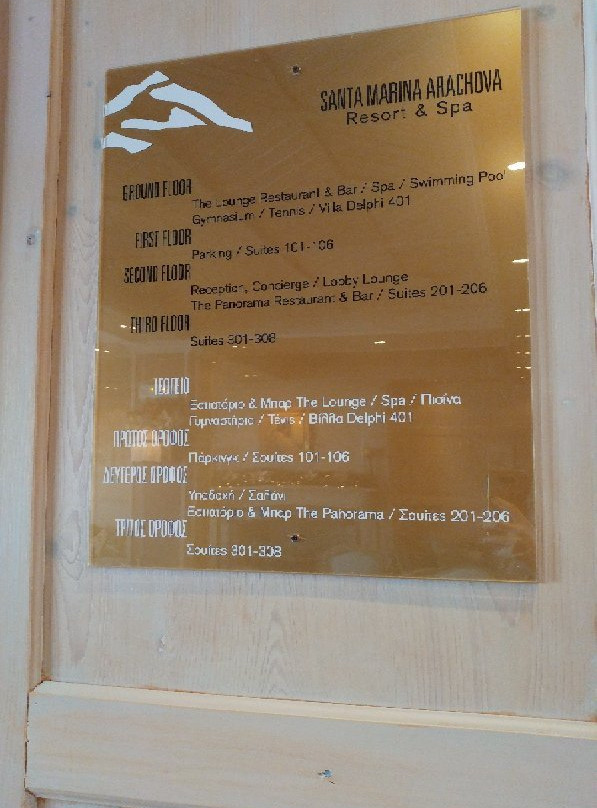 SANTA MARINA ARACHOVA
Resort & Spa
GROUND FLOOR
The Lounge Restaurant & Bar / Spa / Swimming Pool
Gymnasium / Tennis / Villa Delphi 401
FIRST FLOOR
Parking / Suites 101-106
SECOND FLOOR
Reception, Concierge / Lobby Lounge
The Panorama Restaurant & Bar / Suites 201-206
THIRD FLOOR
Suites 301-308
ΙΣΟΓΕΙΟ
Εστιατόριο & Μπαρ The Lounge / Spa / Πισίνα
Γυμναστήριο / Τένις / Βίλλα Delphi 401
ΠΡΩΤΟΣ ΟΡΟΦΟΣ
Πάρκινγκ / Σουίτες 101-106
ΔΕΥΤΕΡΟΣ ΟΡΟΦΟΣ
Υποδοχή / Σαλόνι
Εστιατόριο & Μπαρ The Panorama / Σουίτες 201-206
ΤΡΙΤΟΣ ΟΡΟΦΟΣ
Σουίτες 301-308